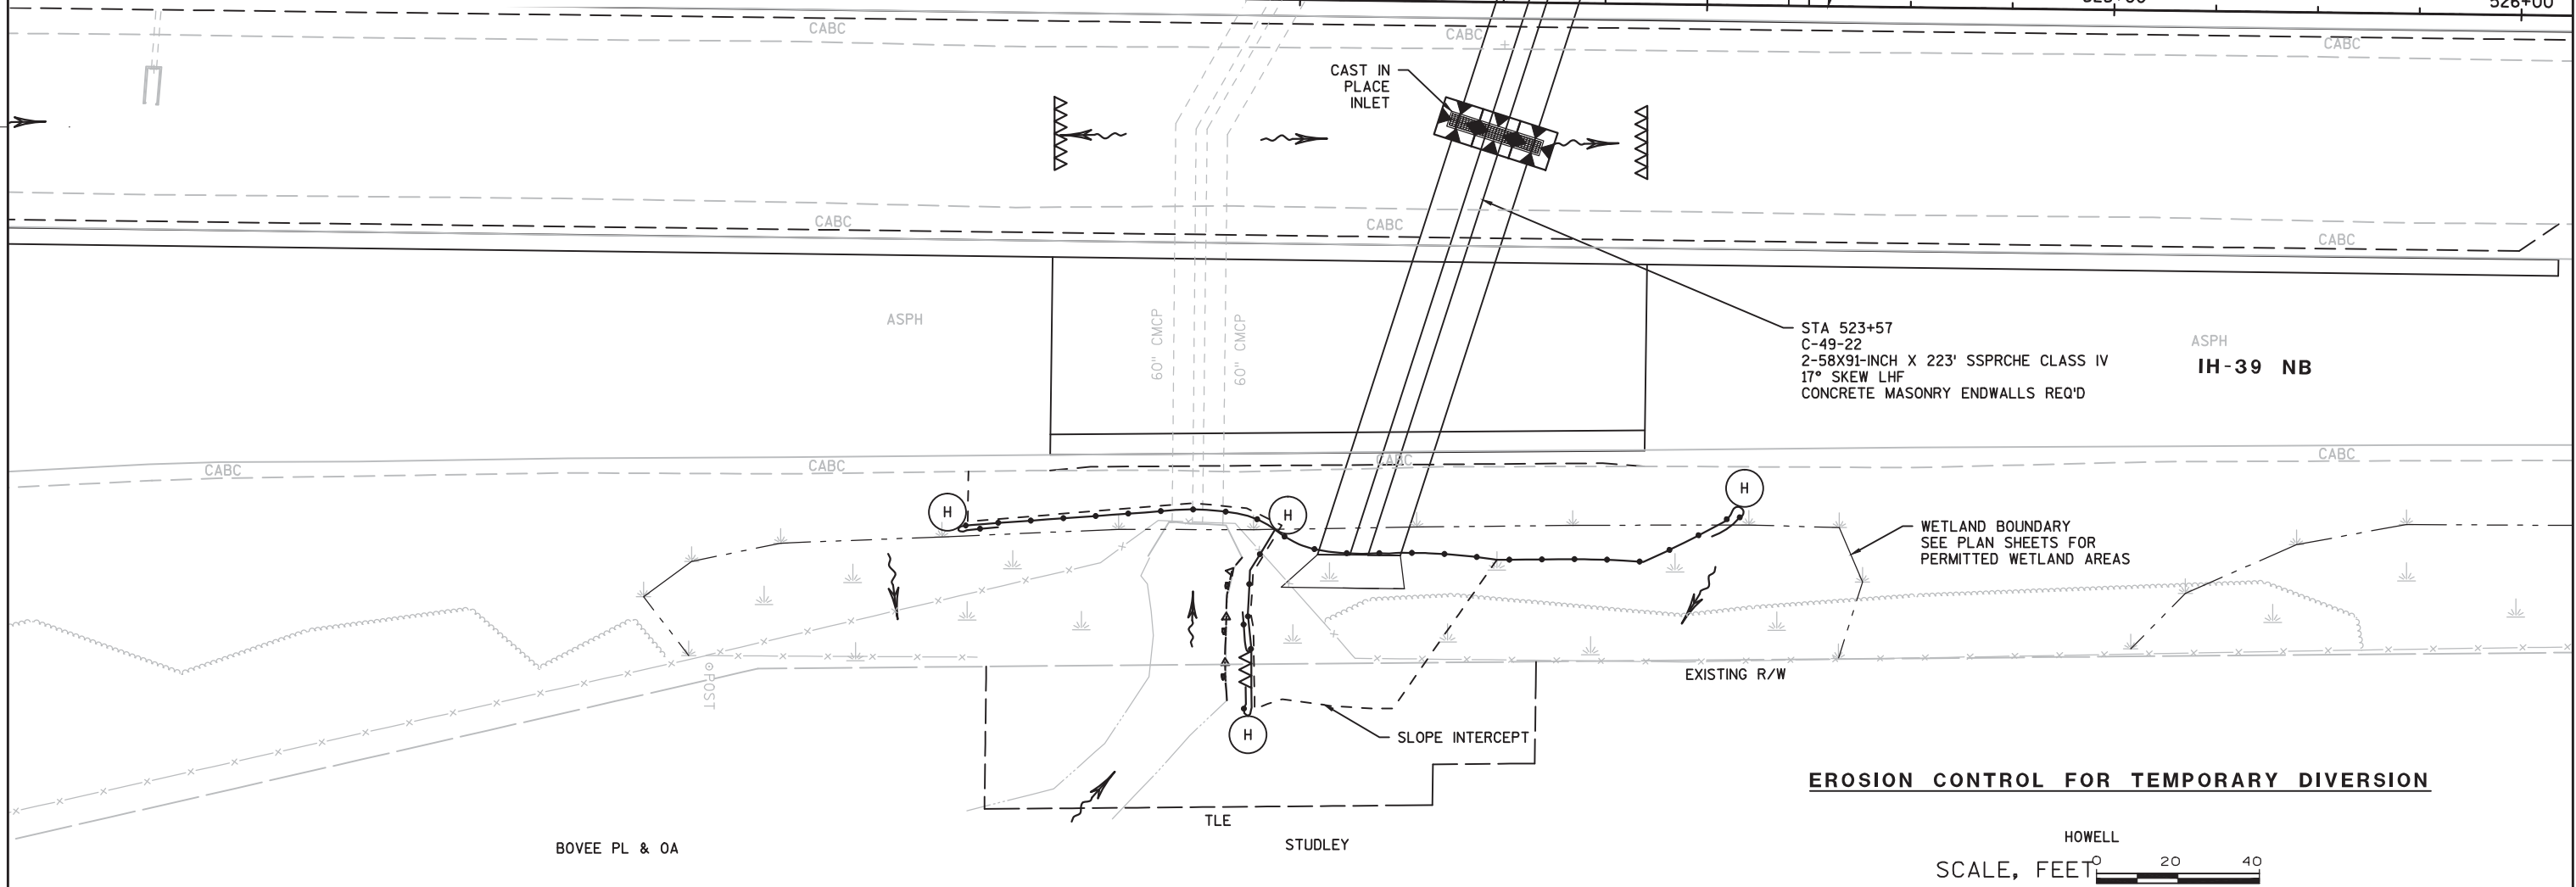 526+00
CABC
CABC
CABC
CAST IN
PLACE
INLET
CABC
CABC
CABC
ASPH
60" CMCP
60" CMCP
STA 523+57
C-49-22
2-58X91-INCH X 223' SSPRCHE CLASS IV
17° SKEW LHF
CONCRETE MASONRY ENDWALLS REQ'D
ASPH
IH-39 NB
CABC
CABC
CABC
CABC
H
H
H
WETLAND BOUNDARY
SEE PLAN SHEETS FOR
PERMITTED WETLAND AREAS
POST
EXISTING R/W
H
SLOPE INTERCEPT
EROSION CONTROL FOR TEMPORARY DIVERSION
TLE
STUDLEY
BOVEE PL & OA
HOWELL
SCALE, FEET
0 20 40